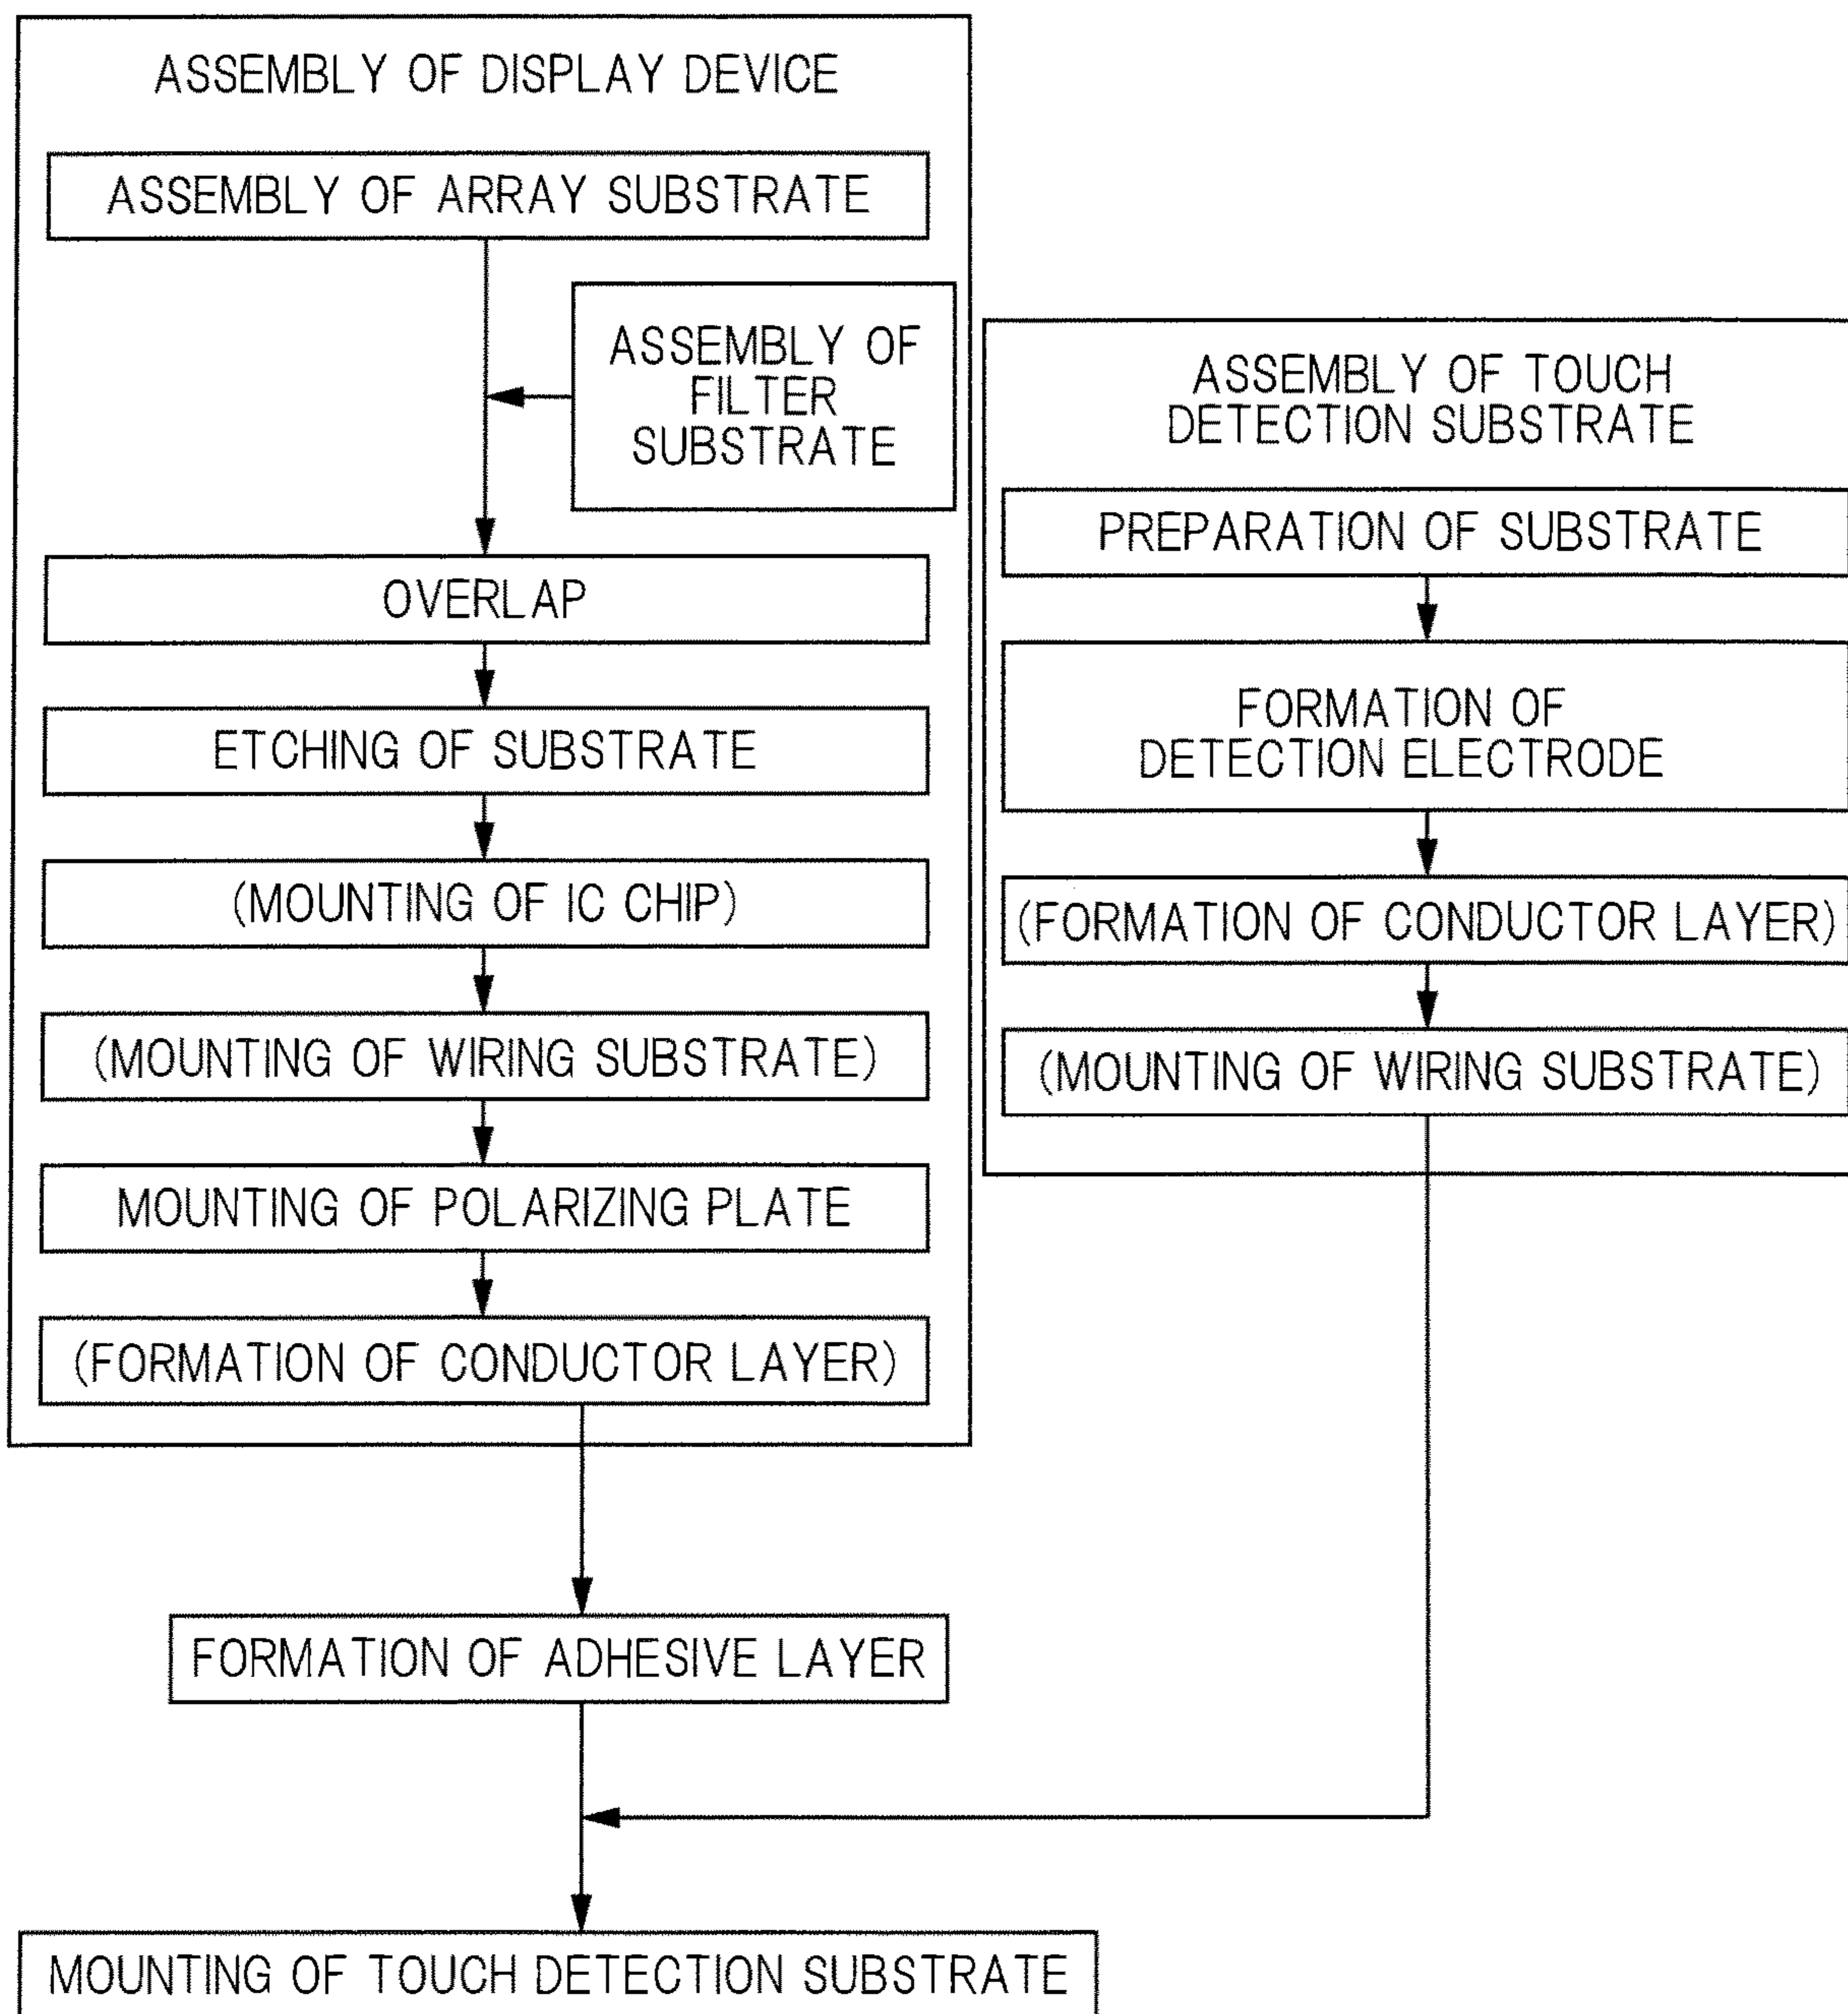 ASSEMBLY OF DISPLAY DEVICE
ASSEMBLY OF ARRAY SUBSTRATE
ASSEMBLY OF
FILTER
SUBSTRATE
OVERLAP
ETCHING OF SUBSTRATE
(MOUNTING OF IC CHIP)
(MOUNTING OF WIRING SUBSTRATE)
MOUNTING OF POLARIZING PLATE
(FORMATION OF CONDUCTOR LAYER)
ASSEMBLY OF TOUCH
DETECTION SUBSTRATE
PREPARATION OF SUBSTRATE
FORMATION OF
DETECTION ELECTRODE
(FORMATION OF CONDUCTOR LAYER)
(MOUNTING OF WIRING SUBSTRATE)
FORMATION OF ADHESIVE LAYER
MOUNTING OF TOUCH DETECTION SUBSTRATE